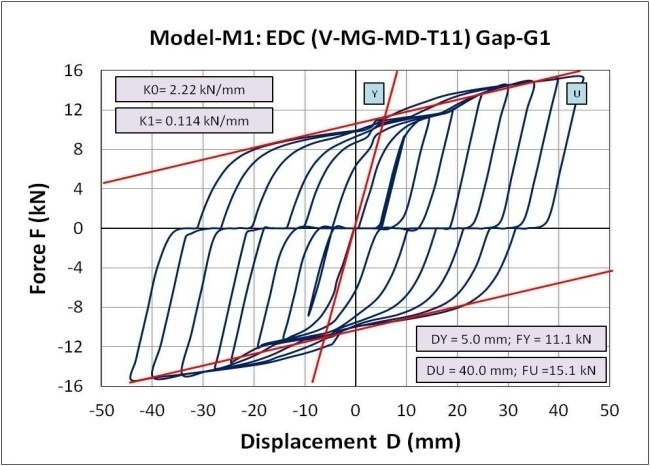 Model-M1: EDC (V-MG-MD-T11) Gap-G1
16
12
8
4
0
-4
-8
-12
-16
K0= 2.22 kN/mm
K1= 0.114 kN/mm
Y
U
DY = 5.0 mm; FY = 11.1 kN
DU = 40.0 mm; FU =15.1 kN
Force F (kN)
-50 -40 -30 -20 -10 0 10 20 30 40 50
Displacement D (mm)